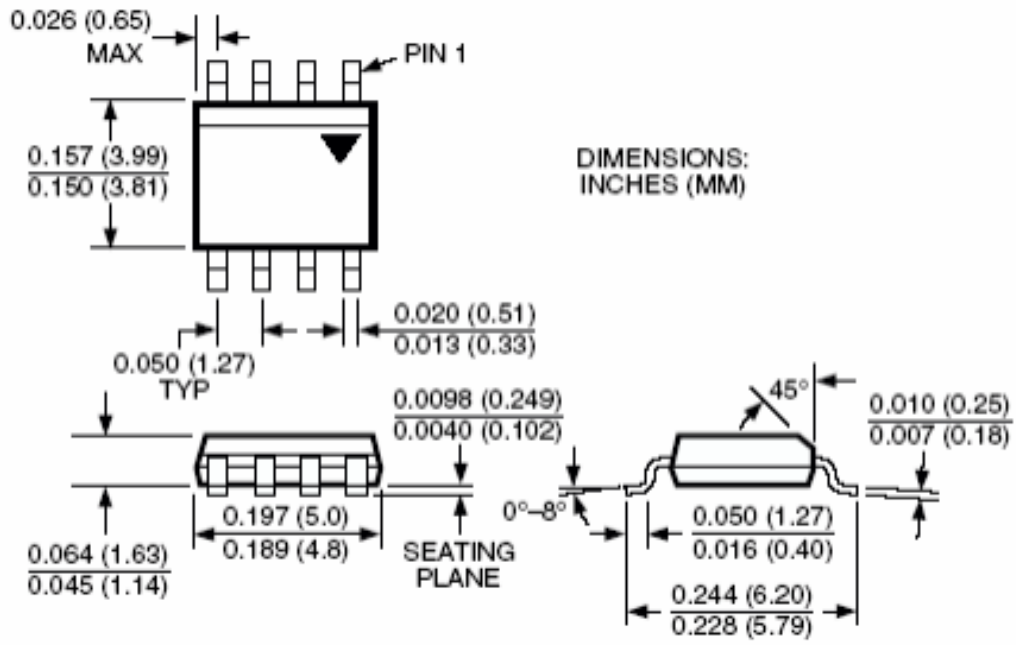 0.026 (0.65)
MAX
PIN 1
0.157 (3.99)
0.150 (3.81)
DIMENSIONS:
INCHES (MM)
0.020 (0.51)
0.013 (0.33)
0.050 (1.27)
TYP
0.0098 (0.249)
0.0040 (0.102)
45°
0.010 (0.25)
0.007 (0.18)
0°–8°
0.197 (5.0)
0.189 (4.8)
0.050 (1.27)
0.016 (0.40)
0.064 (1.63)
0.045 (1.14)
SEATING
PLANE
0.244 (6.20)
0.228 (5.79)